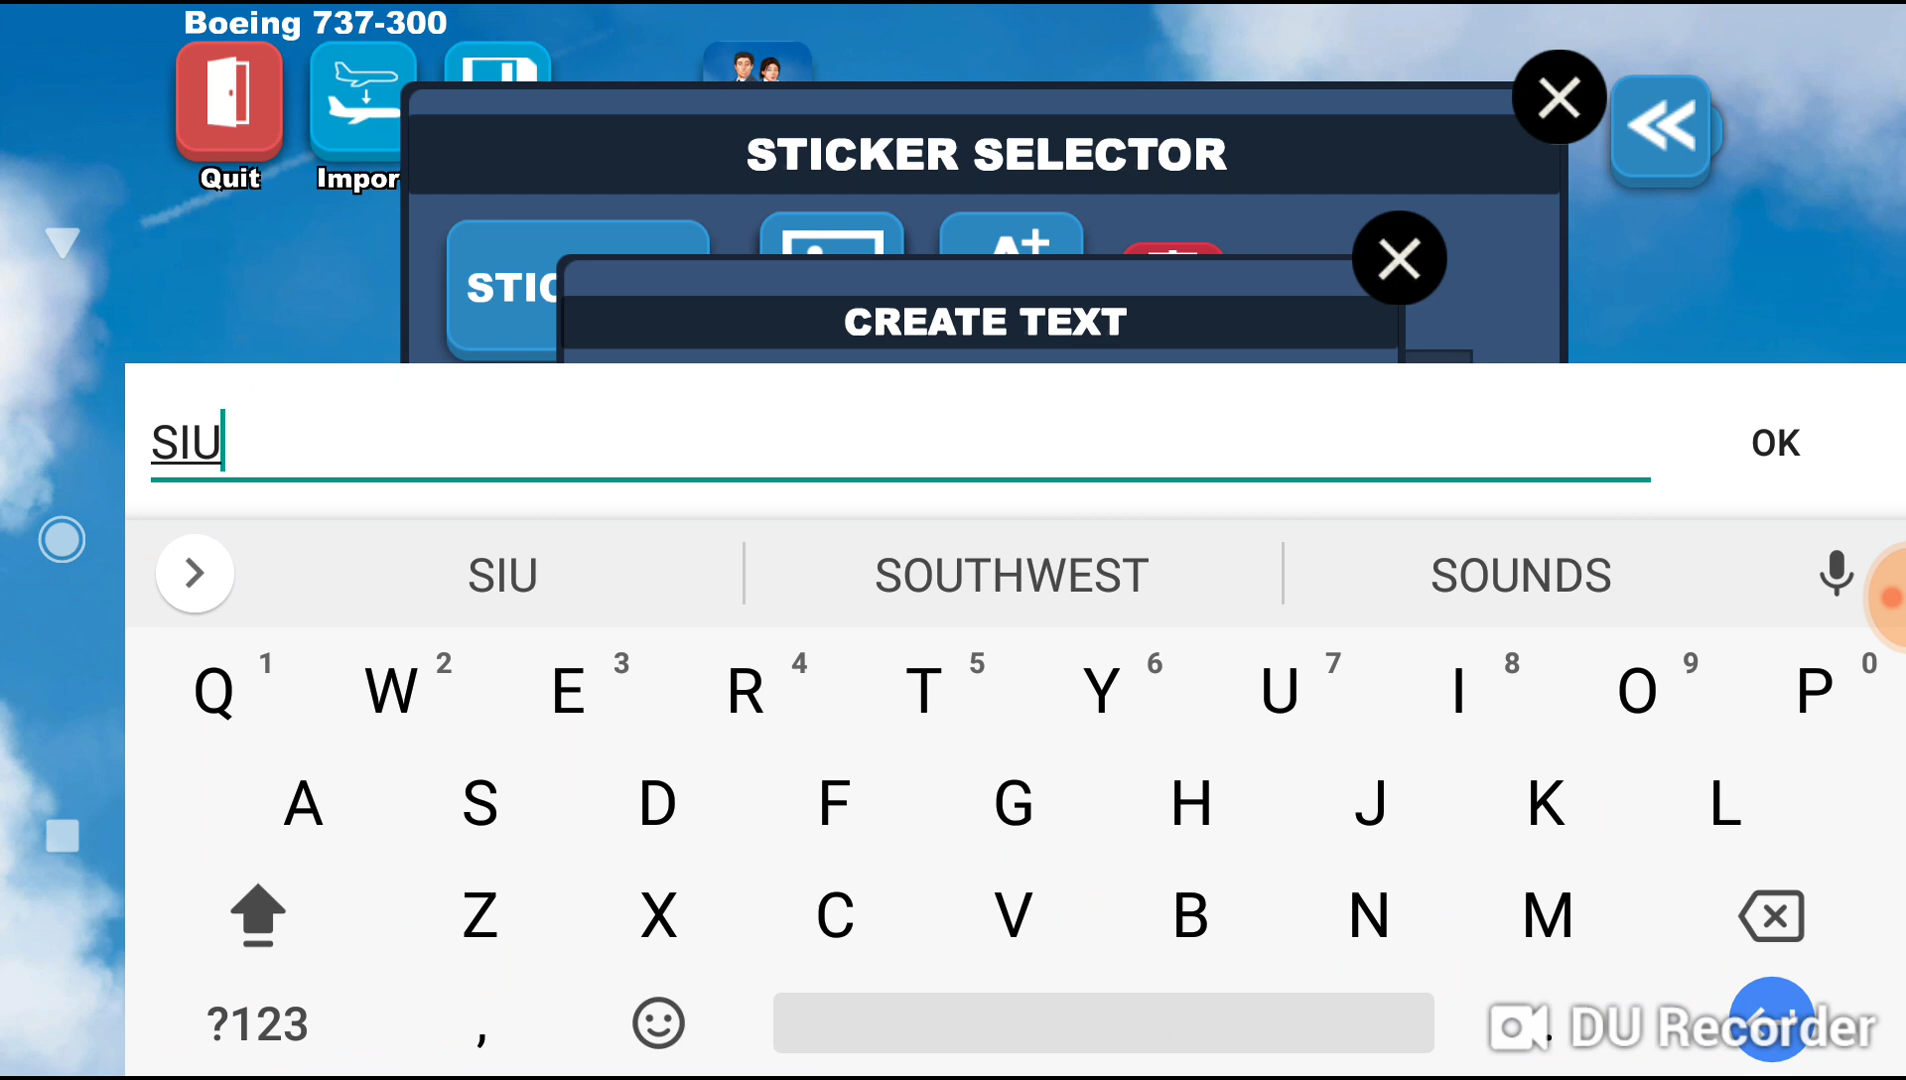 Boeing 737-300
Quit
Impor
STICKER SELECTOR
STIC
A+
CREATE TEXT
SIU
OK
SIU SOUTHWEST SOUNDS
Q 1 W 2 E 3 R 4 T 5 Y 6 U 7 I 8 O 9 P 0
A S D F G H J K L
Z X C V B N M
?123 , .
DU Recorder